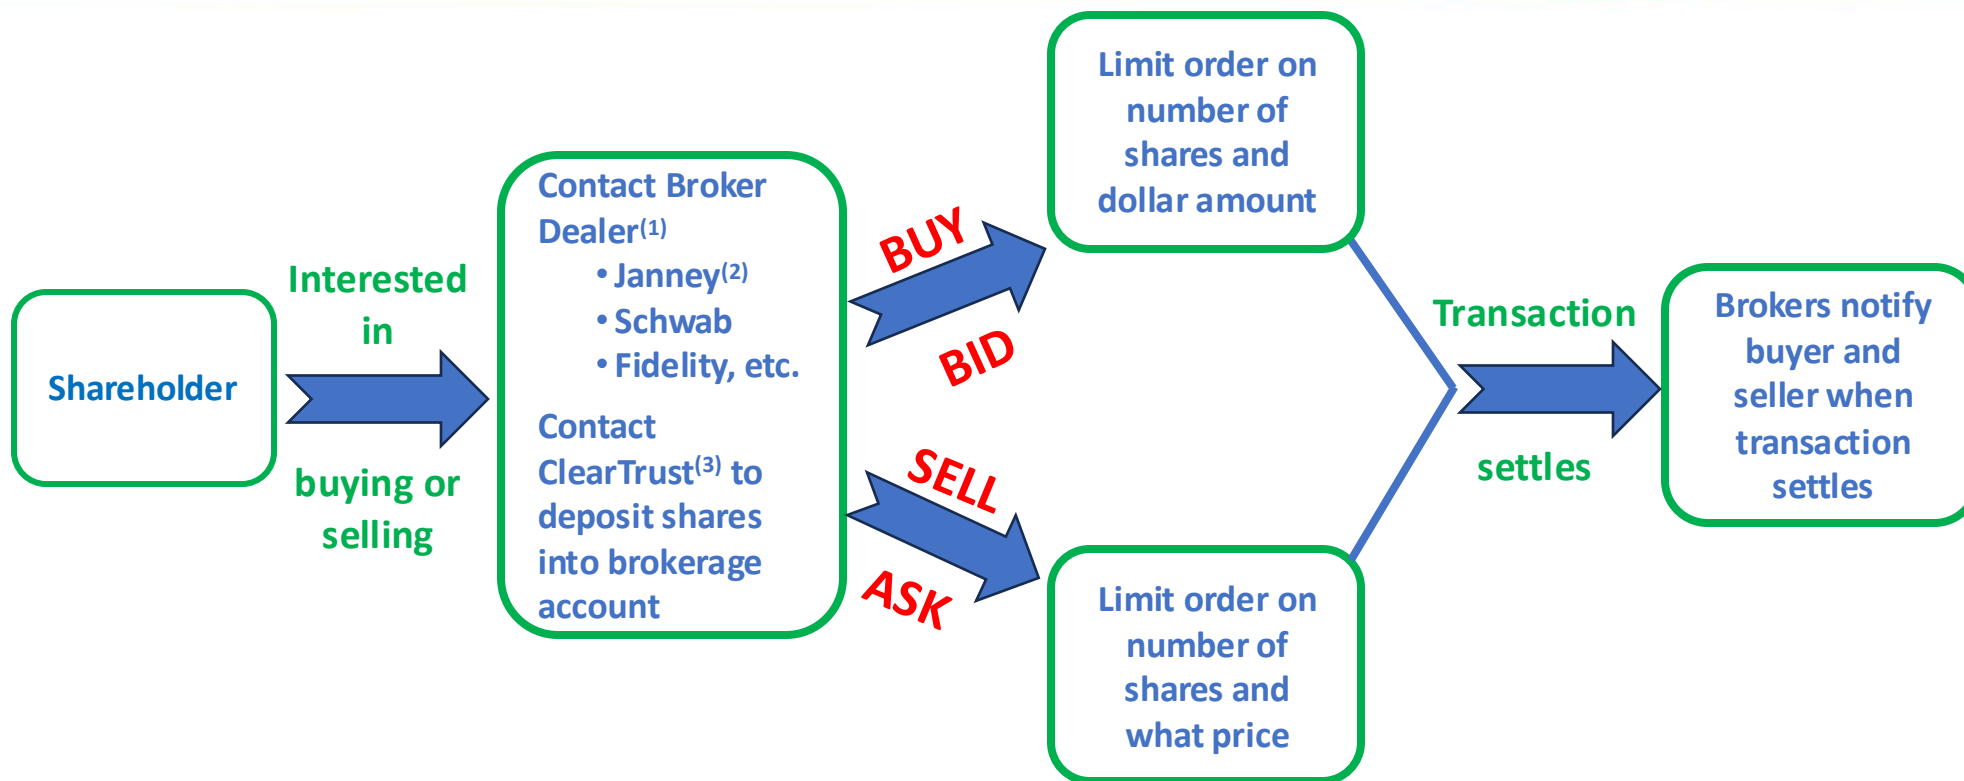 Shareholder
Interested
in
buying or
selling
Contact Broker
Dealer(1)
• Janney(2)
• Schwab
• Fidelity, etc.
Contact
ClearTrust(3) to
deposit shares
into brokerage
account
BUY
BID
SELL
ASK
Limit order on
number of
shares and
dollar amount
Limit order on
number of
shares and
what price
Transaction
settles
Brokers notify
buyer and
seller when
transaction
settles